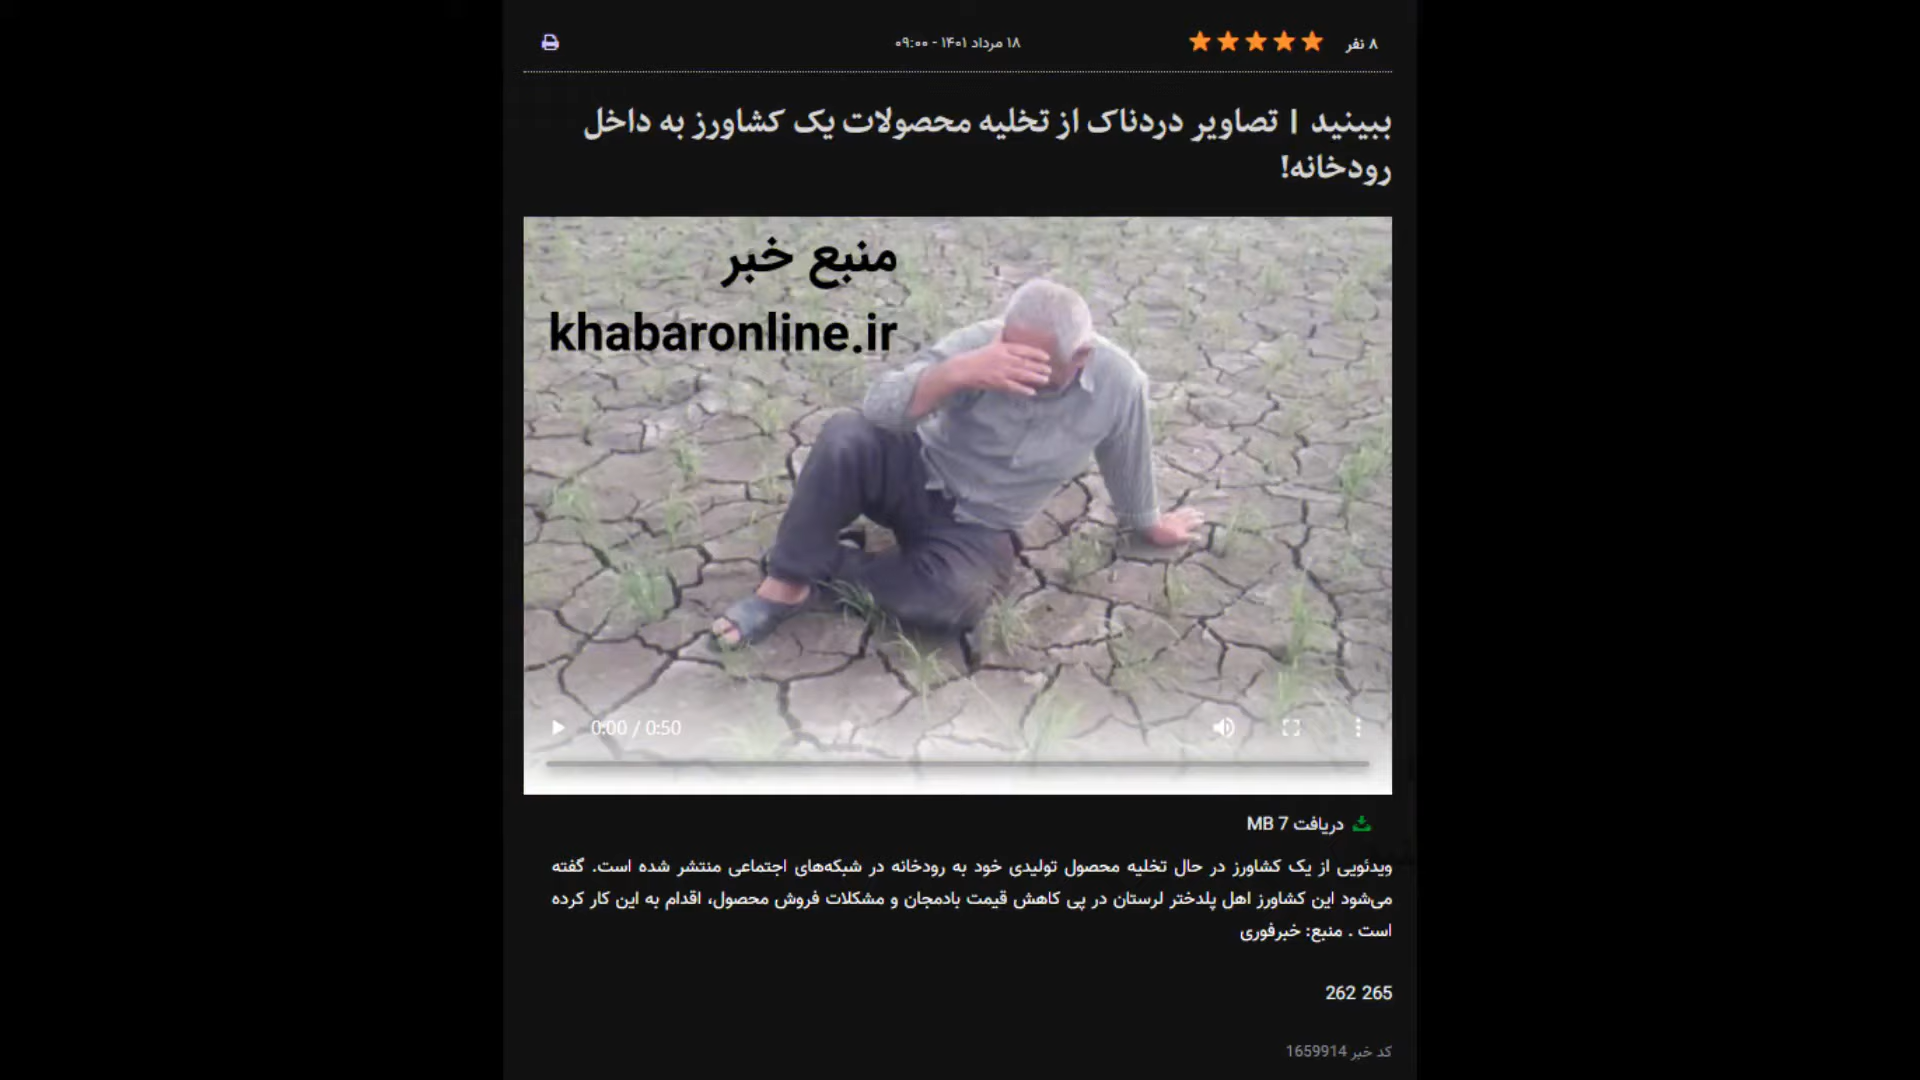 ۸ نفر
۱۸ مرداد ۱۴۰۱ - ۰۹:۰۰
ببینید | تصاویر دردناک از تخلیه محصولات یک کشاورز به داخل
رودخانه!
منبع خبر
khabaronline.ir
0:00 / 0:50
دریافت 7 MB
ویدئویی از یک کشاورز در حال تخلیه محصول تولیدی خود به رودخانه در شبکه‌های اجتماعی منتشر شده است. گفته
می‌شود این کشاورز اهل پلدختر لرستان در پی کاهش قیمت بادمجان و مشکلات فروش محصول، اقدام به این کار کرده
است . منبع: خبرفوری
262 265
کد خبر 1659914